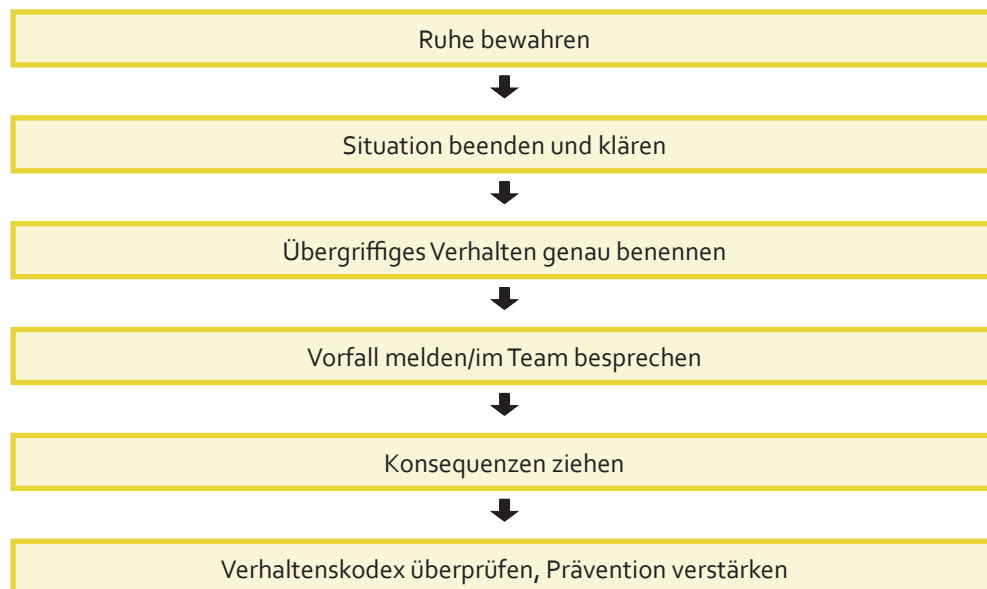 Ruhe bewahren
Situation beenden und klären
Übergriffiges Verhalten genau benennen
Vorfall melden/im Team besprechen
Konsequenzen ziehen
Verhaltenskodex überprüfen, Prävention verstärken